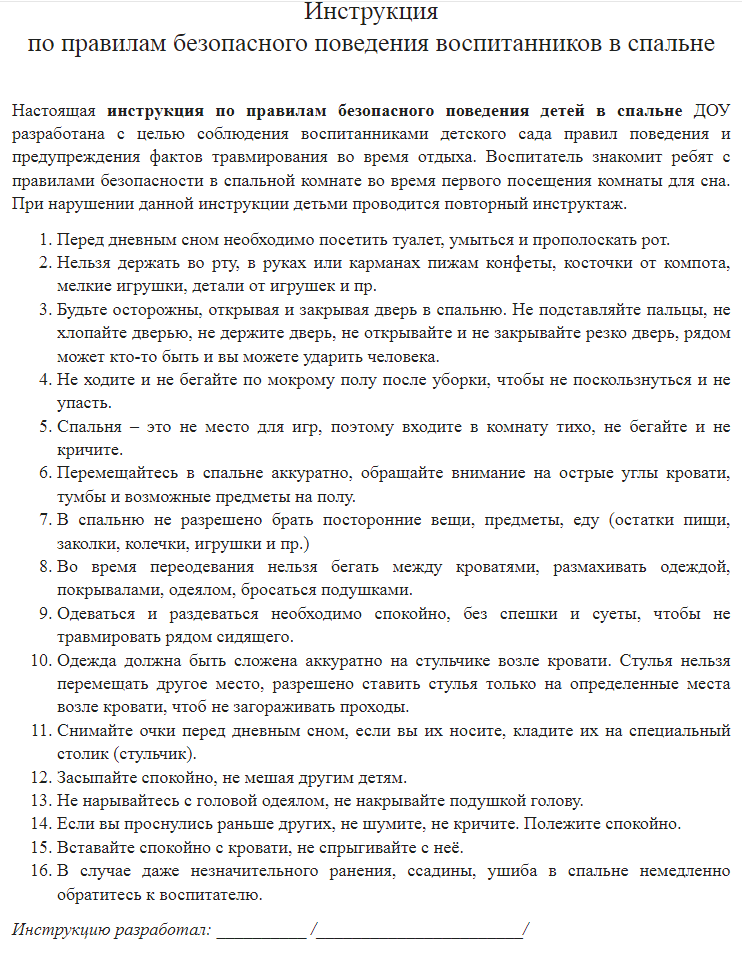 Инструкция
по правилам безопасного поведения воспитанников в спальне
Настоящая инструкция по правилам безопасного поведения детей в спальне ДОУ
разработана с целью соблюдения воспитанниками детского сада правил поведения и
предупреждения фактов травмирования во время отдыха. Воспитатель знакомит ребят с
правилами безопасности в спальной комнате во время первого посещения комнаты для сна.
При нарушении данной инструкции детьми проводится повторный инструктаж.
1. Перед дневным сном необходимо посетить туалет, умыться и прополоскать рот.
2. Нельзя держать во рту, в руках или карманах пижам конфеты, косточки от компота,
мелкие игрушки, детали от игрушек и пр.
3. Будьте осторожны, открывая и закрывая дверь в спальню. Не подставляйте пальцы, не
хлопайте дверью, не держите дверь, не открывайте и не закрывайте резко дверь, рядом
может кто-то быть и вы можете ударить человека.
4. Не ходите и не бегайте по мокрому полу после уборки, чтобы не поскользнуться и не
упасть.
5. Спальня – это не место для игр, поэтому входите в комнату тихо, не бегайте и не
кричите.
6. Перемещайтесь в спальне аккуратно, обращайте внимание на острые углы кровати,
тумбы и возможные предметы на полу.
7. В спальню не разрешено брать посторонние вещи, предметы, еду (остатки пищи,
заколки, колечки, игрушки и пр.)
8. Во время переодевания нельзя бегать между кроватями, размахивать одеждой,
покрывалами, одеялом, бросаться подушками.
9. Одеваться и раздеваться необходимо спокойно, без спешки и суеты, чтобы не
травмировать рядом сидящего.
10. Одежда должна быть сложена аккуратно на стульчике возле кровати. Стулья нельзя
перемещать другое место, разрешено ставить стулья только на определенные места
возле кровати, чтоб не загораживать проходы.
11. Снимайте очки перед дневным сном, если вы их носите, кладите их на специальный
столик (стульчик).
12. Засыпайте спокойно, не мешая другим детям.
13. Не нарывайтесь с головой одеялом, не накрывайте подушкой голову.
14. Если вы проснулись раньше других, не шумите, не кричите. Полежите спокойно.
15. Вставайте спокойно с кровати, не спрыгивайте с неё.
16. В случае даже незначительного ранения, ссадины, ушиба в спальне немедленно
обратитесь к воспитателю.
Инструкцию разработал: __________ /_______________________/